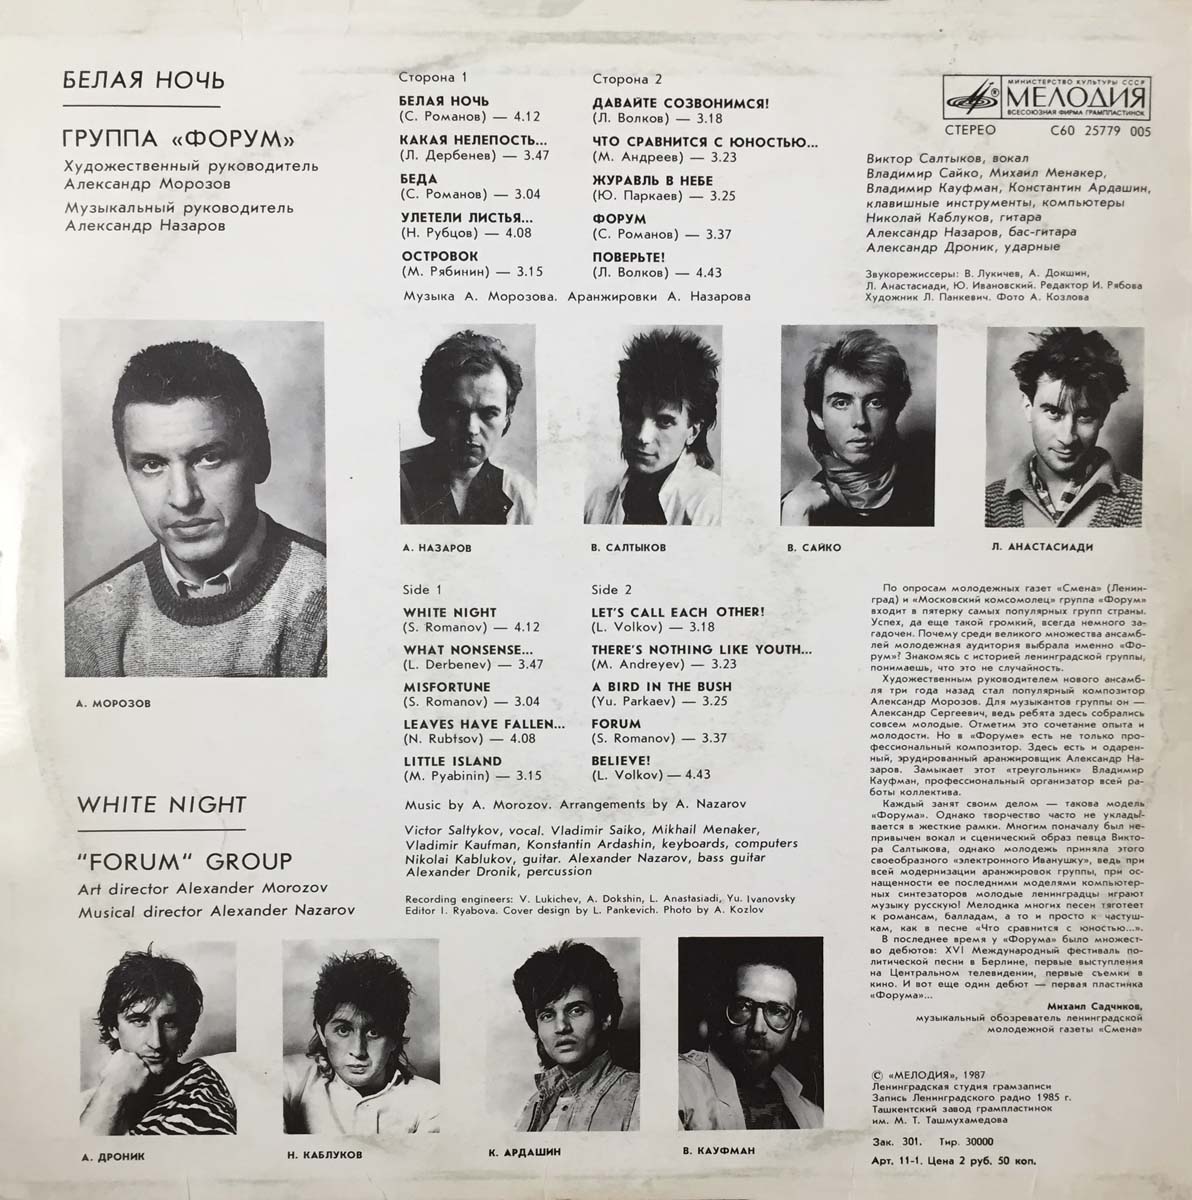 БЕЛАЯ НОЧЬ
ГРУППА «ФОРУМ»
Художественный руководитель
Александр Морозов
Музыкальный руководитель
Александр Назаров
Сторона 1
БЕЛАЯ НОЧЬ
(С. Романов) — 4.12
КАКАЯ НЕЛЕПОСТЬ...
(Л. Дербенев) — 3.47
БЕДА
(С. Романов) — 3.04
УЛЕТЕЛИ ЛИСТЬЯ...
(Н. Рубцов) — 4.08
ОСТРОВОК
(М. Рябинин) — 3.15
Сторона 2
ДАВАЙТЕ СОЗВОНИМСЯ!
(Л. Волков) — 3.18
ЧТО СРАВНИТСЯ С ЮНОСТЬЮ...
(М. Андреев) — 3.23
ЖУРАВЛЬ В НЕБЕ
(Ю. Паркаев) — 3.25
ФОРУМ
(С. Романов) — 3.37
ПОВЕРЬТЕ!
(Л. Волков) — 4.43
Музыка А. Морозова. Аранжировки А. Назарова
МИНИСТЕРСТВО КУЛЬТУРЫ СССР
МЕЛОДИЯ
ВСЕСОЮЗНАЯ ФИРМА ГРАМПЛАСТИНОК
СТЕРЕО С60 25779 005
Виктор Салтыков, вокал
Владимир Сайко, Михаил Менакер,
Владимир Кауфман, Константин Ардашин,
клавишные инструменты, компьютеры
Николай Каблуков, гитара
Александр Назаров, бас-гитара
Александр Дроник, ударные
Звукорежиссеры: В. Лукичев, А. Докшин,
Л. Анастасиади, Ю. Ивановский. Редактор И. Рябова
Художник Л. Панкевич. Фото А. Козлова
А. МОРОЗОВ
А. НАЗАРОВ
В. САЛТЫКОВ
В. САЙКО
Л. АНАСТАСИАДИ
Side 1
WHITE NIGHT
(S. Romanov) — 4.12
WHAT NONSENSE...
(L. Derbenev) — 3.47
MISFORTUNE
(S. Romanov) — 3.04
LEAVES HAVE FALLEN...
(N. Rubtsov) — 4.08
LITTLE ISLAND
(M. Pyabinin) — 3.15
Side 2
LET'S CALL EACH OTHER!
(L. Volkov) — 3.18
THERE'S NOTHING LIKE YOUTH...
(M. Andreyev) — 3.23
A BIRD IN THE BUSH
(Yu. Parkaev) — 3.25
FORUM
(S. Romanov) — 3.37
BELIEVE!
(L. Volkov) — 4.43
WHITE NIGHT
"FORUM" GROUP
Art director Alexander Morozov
Musical director Alexander Nazarov
Music by A. Morozov. Arrangements by A. Nazarov
Victor Saltykov, vocal. Vladimir Saiko, Mikhail Menaker,
Vladimir Kaufman, Konstantin Ardashin, keyboards, computers
Nikolai Kablukov, guitar. Alexander Nazarov, bass guitar
Alexander Dronik, percussion
Recording engineers: V. Lukichev, A. Dokshin, L. Anastasiadi, Yu. Ivanovsky
Editor I. Ryabova. Cover design by L. Pankevich. Photo by A. Kozlov
А. ДРОНИК
Н. КАБЛУКОВ
К. АРДАШИН
В. КАУФМАН
По опросам молодежных газет «Смена» (Ленин-
град) и «Московский комсомолец» группа «Форум»
входит в пятерку самых популярных групп страны.
Успех, да еще такой громкий, всегда немного за-
гадочен. Почему среди великого множества ансамб-
лей молодежная аудитория выбрала именно «Фо-
рум»? Знакомясь с историей ленинградской группы,
понимаешь, что это не случайность.
Художественным руководителем нового ансамб-
ля три года назад стал популярный композитор
Александр Морозов. Для музыкантов группы он —
Александр Сергеевич, ведь ребята здесь собрались
совсем молодые. Отметим это сочетание опыта и
молодости. Но в «Форуме» есть не только про-
фессиональный композитор. Здесь есть и одарен-
ный, эрудированный аранжировщик Александр На-
заров. Замыкает этот «треугольник» Владимир
Кауфман, профессиональный организатор всей ра-
боты коллектива.
Каждый занят своим делом — такова модель
«Форума». Однако творчество часто не уклады-
вается в жесткие рамки. Многим поначалу был не-
привычен вокал и сценический образ певца Викто-
ра Салтыкова, однако молодежь приняла этого
своеобразного «электронного Иванушку», ведь при
всей модернизации аранжировок группы, при ос-
нащенности ее последними моделями компьютер-
ных синтезаторов молодые ленинградцы играют
музыку русскую! Мелодика многих песен тяготеет
к романсам, балладам, а то и просто к частуш-
кам, как в песне «Что сравнится с юностью...».
В последнее время у «Форума» было множест-
во дебютов: XVI Международный фестиваль по-
литической песни в Берлине, первые выступления
на Центральном телевидении, первые съемки в
кино. И вот еще один дебют — первая пластинка
«Форума»...
Михаил Садчиков,
музыкальный обозреватель ленинградской
молодежной газеты «Смена»
© «МЕЛОДИЯ», 1987
Ленинградская студия грамзаписи
Запись Ленинградского радио 1985 г.
Ташкентский завод грампластинок
им. М. Т. Ташмухамедова
Зак. 301. Тир. 30000
Арт. 11-1. Цена 2 руб. 50 коп.